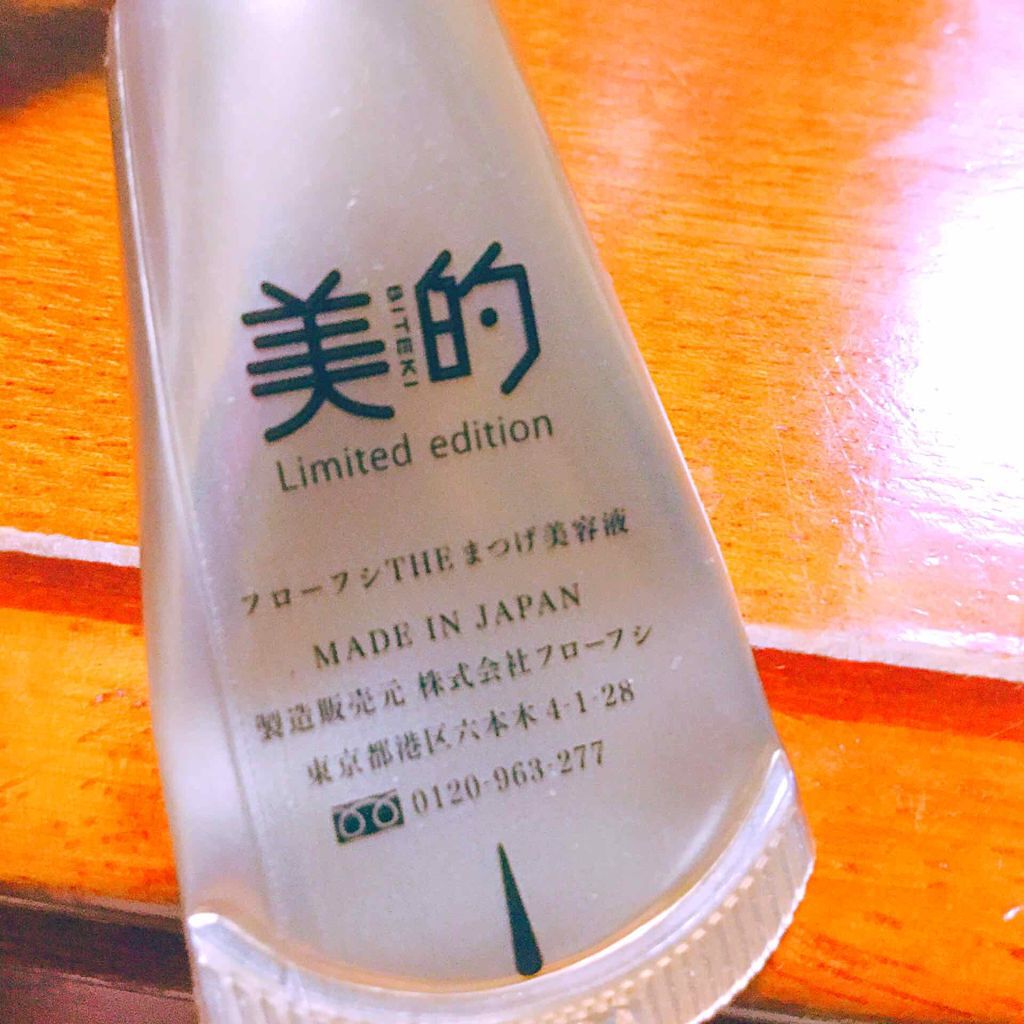 美的
BITEKI
Limited edition
フローフシTHEまつげ美容液
MADE IN JAPAN
製造販売元 株式会社フローフシ
東京都港区六本木4-1-28
0120-963-277